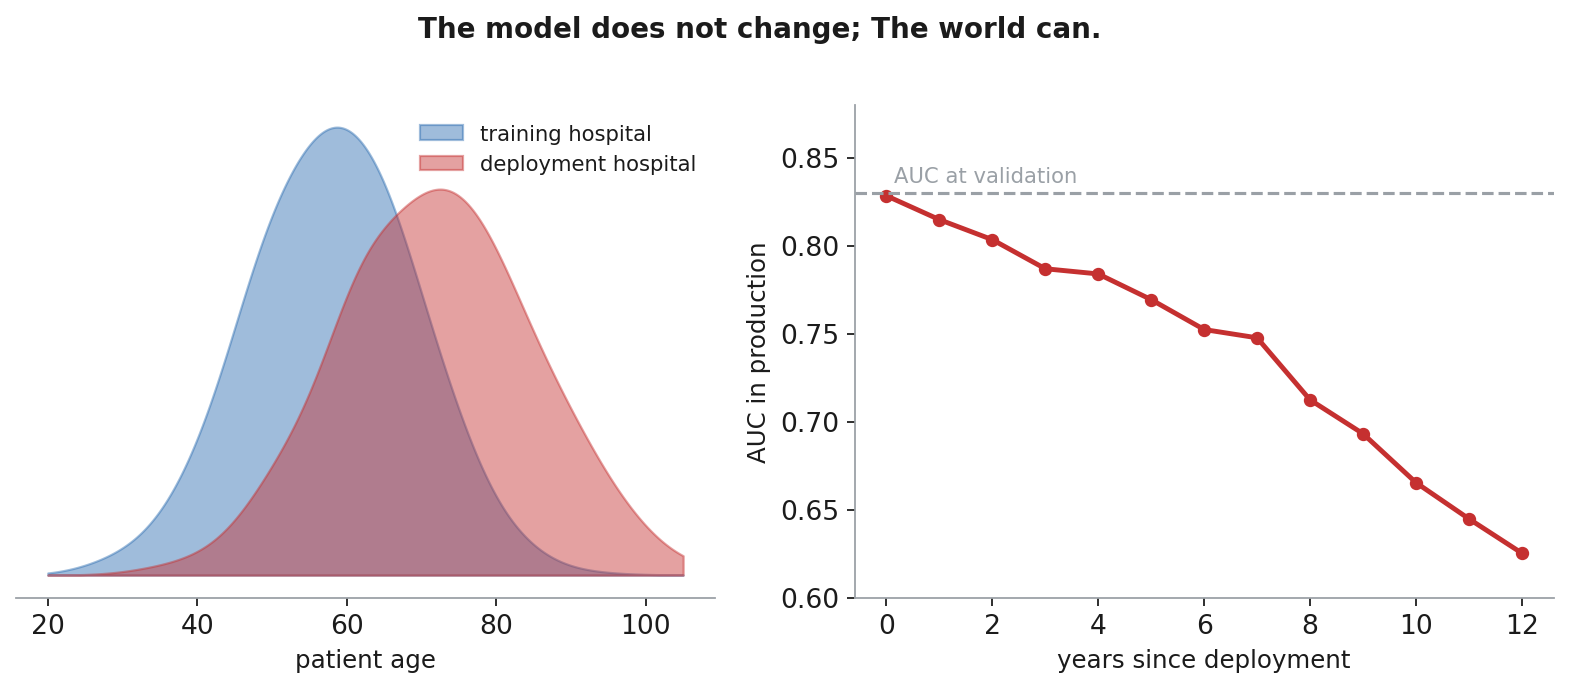 The model does not change; The world can.
training hospital
deployment hospital
20 40 60 80 100
patient age
AUC in production
0.85
0.80
0.75
0.70
0.65
0.60
AUC at validation
0 2 4 6 8 10 12
years since deployment